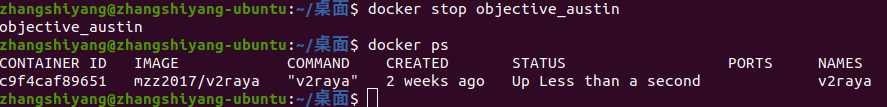 zhangshiyang@zhangshiyang-ubuntu:~/桌面$ docker stop objective_austin
objective_austin
zhangshiyang@zhangshiyang-ubuntu:~/桌面$ docker ps
CONTAINER ID   IMAGE             COMMAND    CREATED       STATUS                  PORTS     NAMES
c9f4caf89651   mzz2017/v2raya   "v2raya"   2 weeks ago   Up Less than a second             v2raya
zhangshiyang@zhangshiyang-ubuntu:~/桌面$